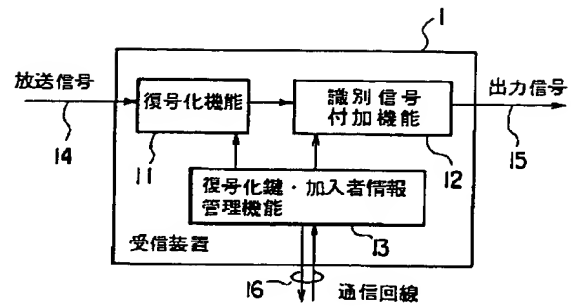 1
放送信号
14
復号化機能
11
識別信号
付加機能
12
出力信号
15
復号化鍵・加入者情報
管理機能
13
受信装置
16
通信回線